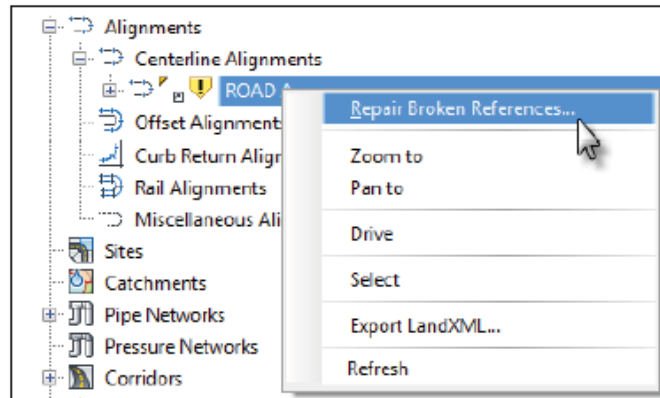 Alignments
Centerline Alignments
ROAD
Offset Alignment
Curb Return Align
Rail Alignments
Miscellaneous Ali
Sites
Catchments
Pipe Networks
Pressure Networks
Corridors
Repair Broken References...
Zoom to
Pan to
Drive
Select
Export LandXML...
Refresh